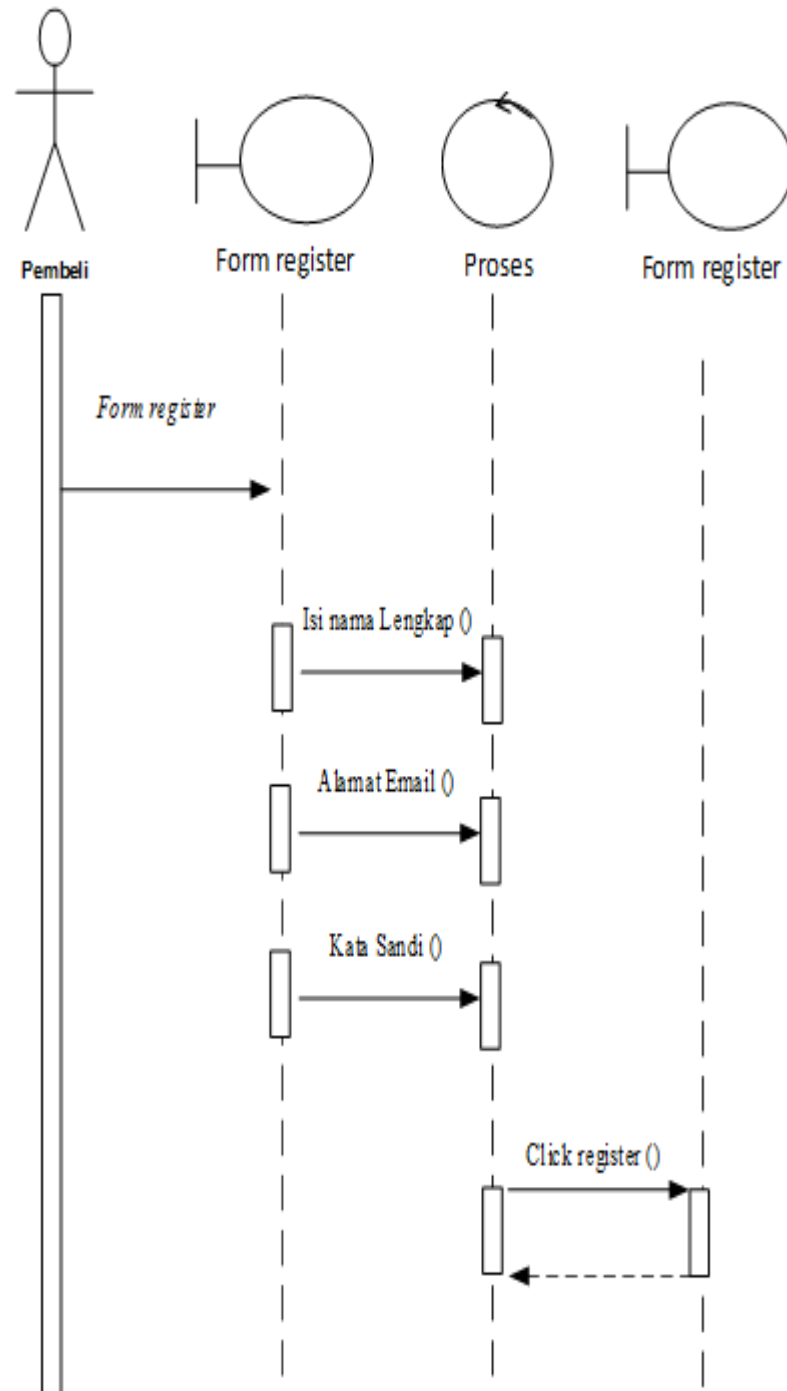 Pembeli
Form register
Proses
Form register
Form register
Isi nama Lengkap ()
Alamat Email ()
Kata Sandi ()
Click register ()